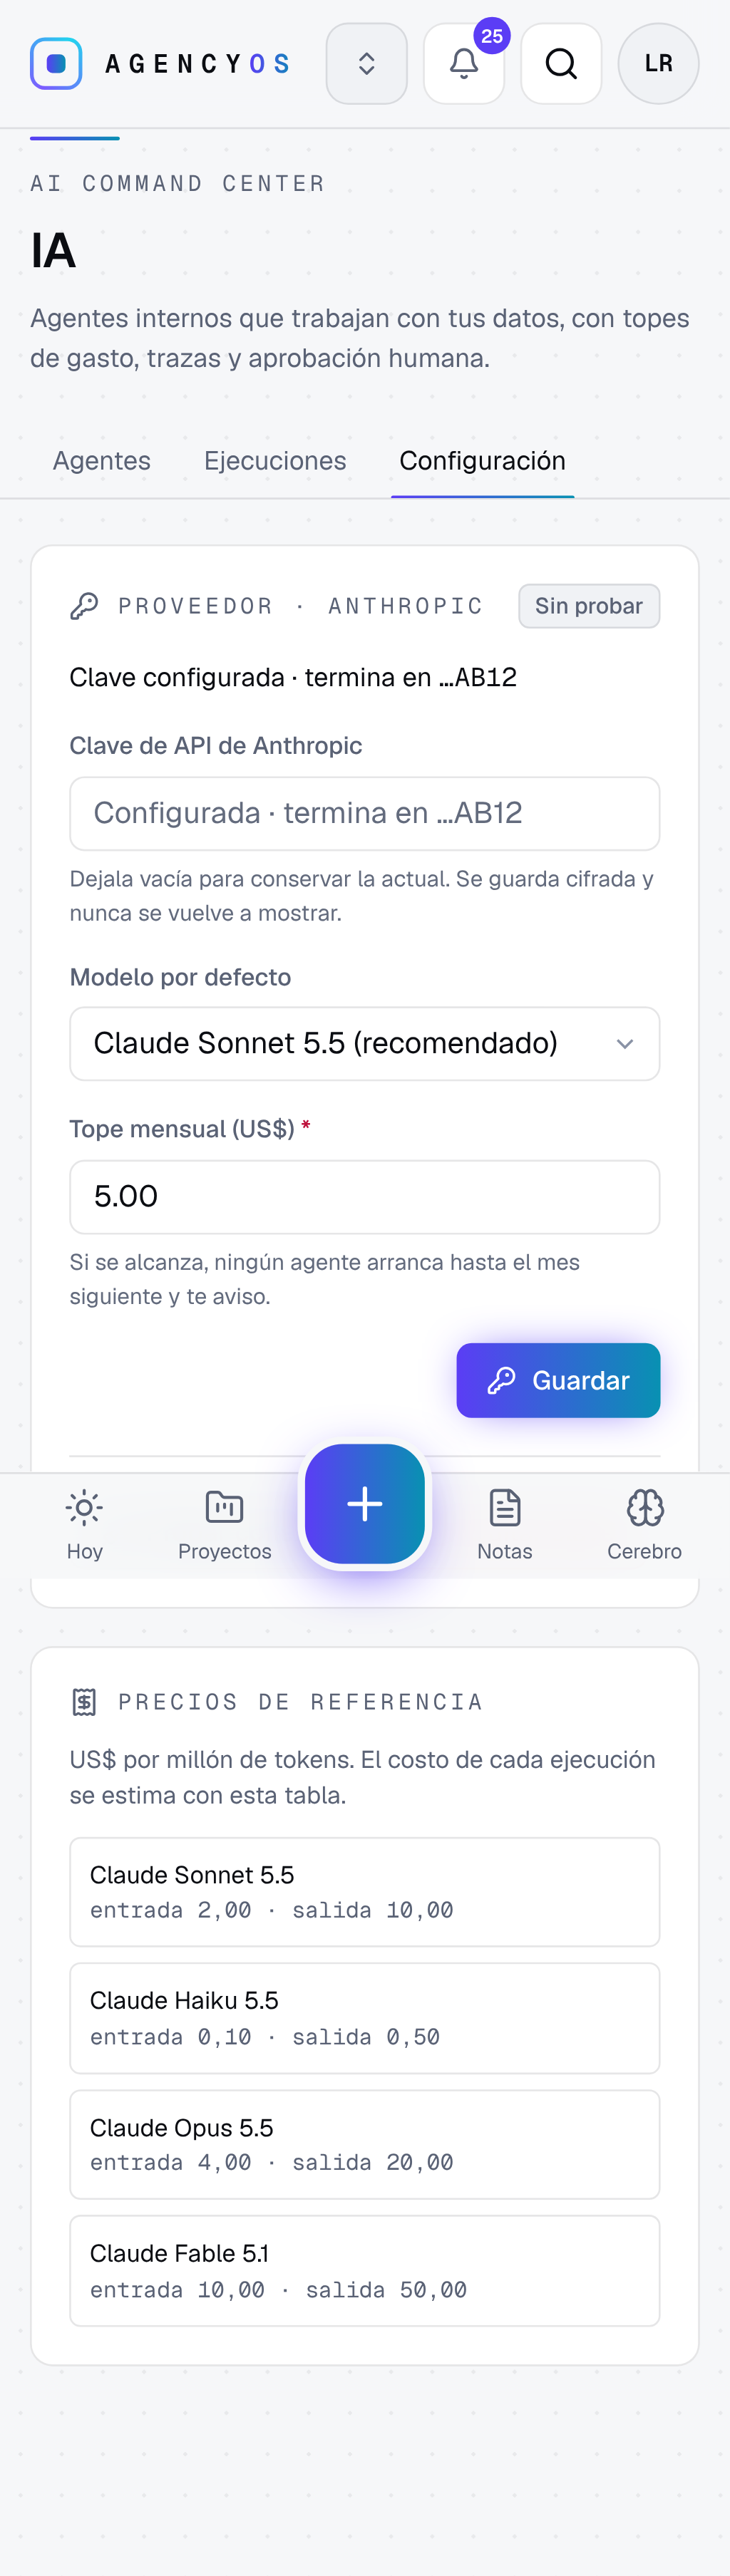 AGENCYOS
25
LR
AI COMMAND CENTER
IA
Agentes internos que trabajan con tus datos, con topes
de gasto, trazas y aprobación humana.
Agentes
Ejecuciones
Configuración
PROVEEDOR · ANTHROPIC
Sin probar
Clave configurada · termina en …AB12
Clave de API de Anthropic
Configurada · termina en …AB12
Dejala vacía para conservar la actual. Se guarda cifrada y
nunca se vuelve a mostrar.
Modelo por defecto
Claude Sonnet 5.5 (recomendado)
Tope mensual (US$) *
5.00
Si se alcanza, ningún agente arranca hasta el mes
siguiente y te aviso.
Guardar
Hoy
Proyectos
Notas
Cerebro
PRECIOS DE REFERENCIA
US$ por millón de tokens. El costo de cada ejecución
se estima con esta tabla.
Claude Sonnet 5.5
entrada 2,00 · salida 10,00
Claude Haiku 5.5
entrada 0,10 · salida 0,50
Claude Opus 5.5
entrada 4,00 · salida 20,00
Claude Fable 5.1
entrada 10,00 · salida 50,00